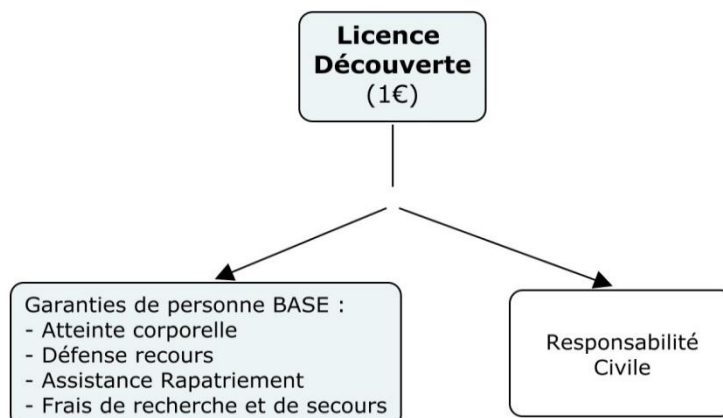 Licence
Découverte
(1€)
Garanties de personne BASE :
- Atteinte corporelle
- Défense recours
- Assistance Rapatriement
- Frais de recherche et de secours
Responsabilité
Civile